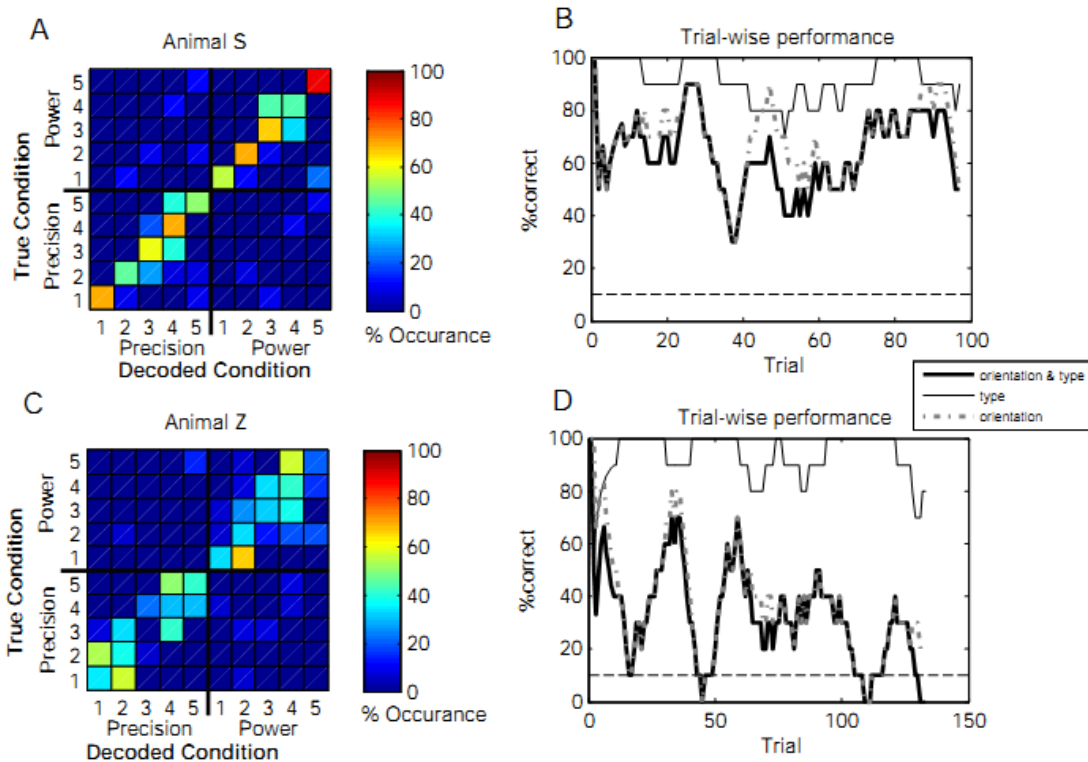 A
Animal S
True Condition
Power
Precision
5
4
3
2
1
5
4
3
2
1
1 2 3 4 5 1 2 3 4 5
Precision Power
Decoded Condition
100
80
60
40
20
0
% Occurance
B
Trial-wise performance
%correct
100
80
60
40
20
0
0 20 40 60 80 100
Trial
orientation & type
type
orientation
C
Animal Z
True Condition
Power
Precision
5
4
3
2
1
5
4
3
2
1
1 2 3 4 5 1 2 3 4 5
Precision Power
Decoded Condition
100
80
60
40
20
0
% Occurance
D
Trial-wise performance
%correct
100
80
60
40
20
0
0 50 100 150
Trial